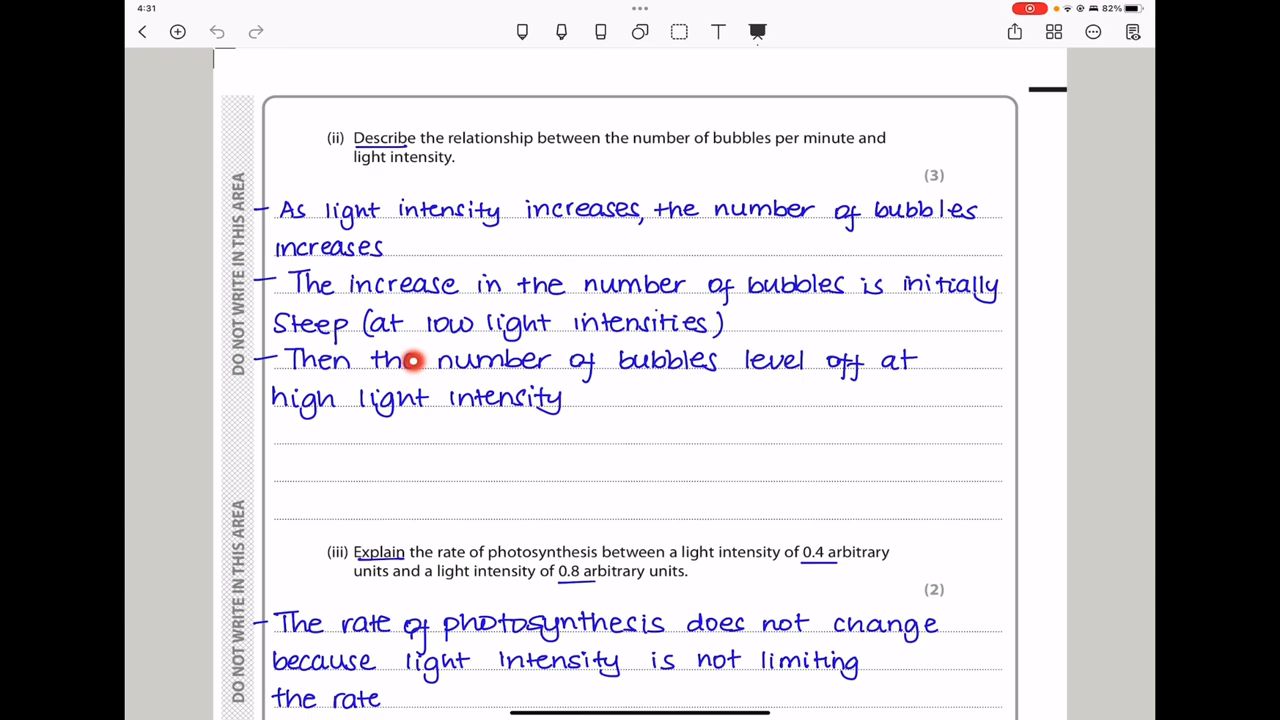 4:31
82%
(ii) Describe the relationship between the number of bubbles per minute and
light intensity.
(3)
- As light intensity increases, the number of bubbles
increases
- The increase in the number of bubbles is initially
steep (at low light intensities)
- Then the number of bubbles level off at
high light intensity
(iii) Explain the rate of photosynthesis between a light intensity of 0.4 arbitrary
units and a light intensity of 0.8 arbitrary units.
(2)
- The rate of photosynthesis does not change
because light intensity is not limiting
the rate
DO NOT WRITE IN THIS AREA
DO NOT WRITE IN THIS AREA